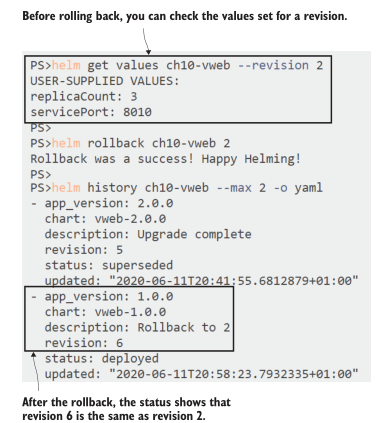 Before rolling back, you can check the values set for a revision.
PS>helm get values ch10-vweb --revision 2
USER-SUPPLIED VALUES:
replicaCount: 3
servicePort: 8010
PS>
PS>helm rollback ch10-vweb 2
Rollback was a success! Happy Helming!
PS>
PS>helm history ch10-vweb --max 2 -o yaml
- app_version: 2.0.0
chart: vweb-2.0.0
description: Upgrade complete
revision: 5
status: superseded
updated: "2020-06-11T20:41:55.6812879+01:00"
- app_version: 1.0.0
chart: vweb-1.0.0
description: Rollback to 2
revision: 6
status: deployed
updated: "2020-06-11T20:58:23.7932335+01:00"
After the rollback, the status shows that
revision 6 is the same as revision 2.